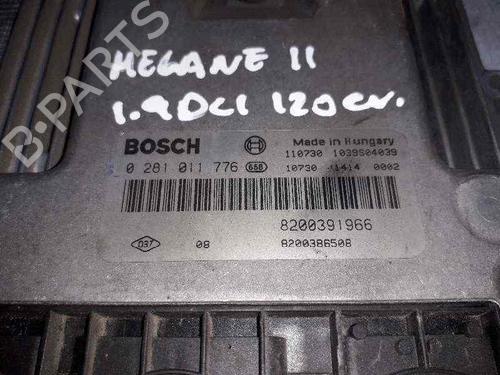 MEGANE II
1.9DCI 120CV.
BOSCH
Made in Hungary
110730 1039S04039
0 281 011 776 658
10730 1414 0002
8200391966
D37 08 8200386508
B-PARTS